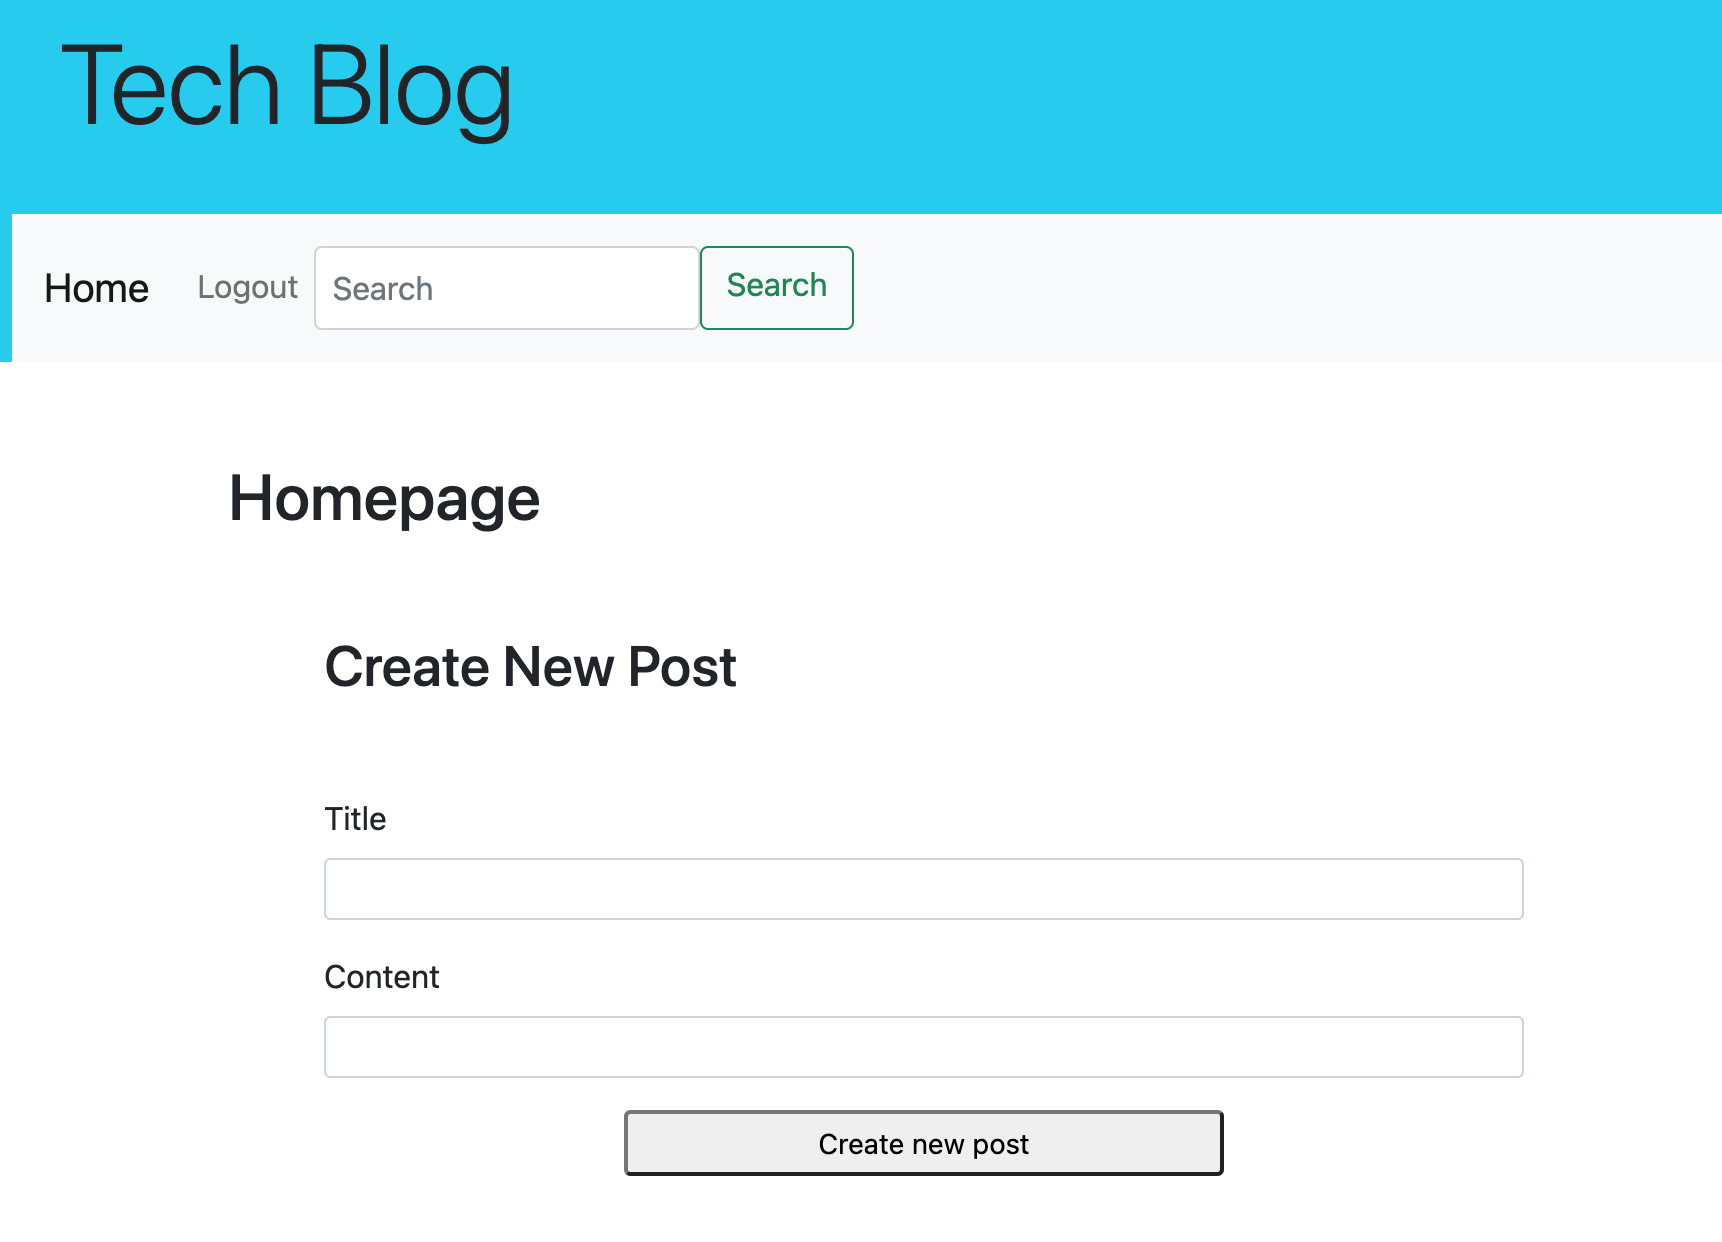 Tech Blog
Home Logout Search Search
Homepage
Create New Post
Title
Content
Create new post